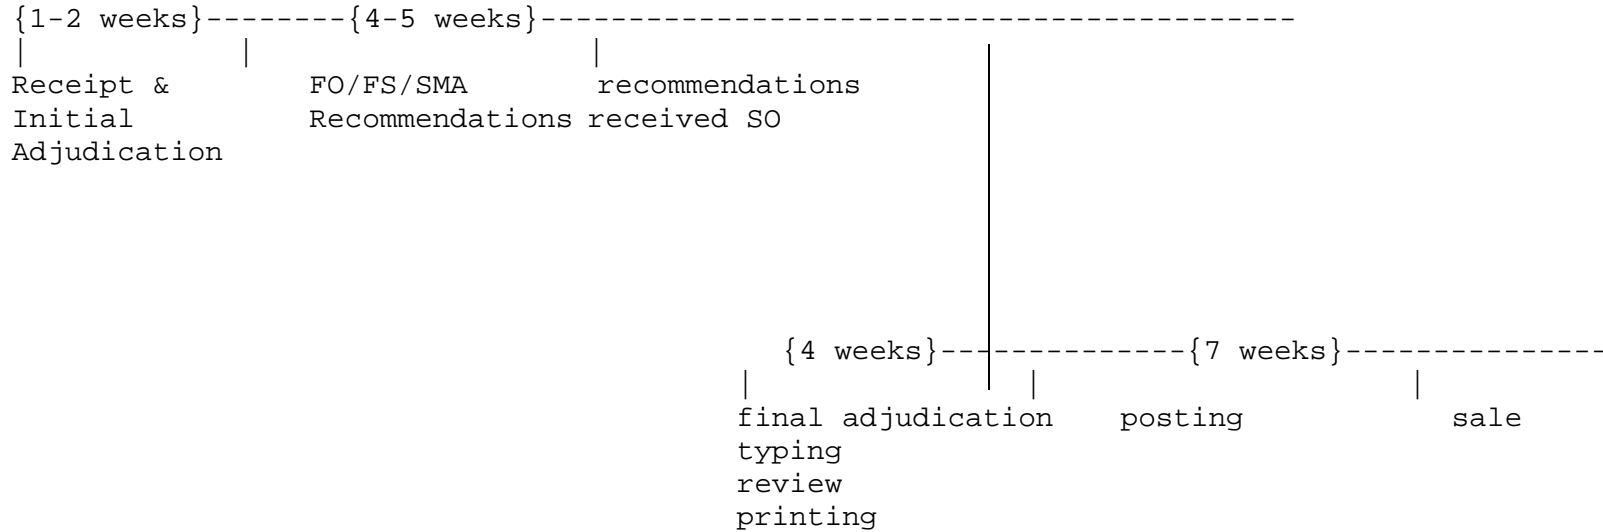 {1-2 weeks}--------{4-5 weeks}--------------------------------------------
| | |
Receipt & FO/FS/SMA recommendations
Initial Recommendations received SO
Adjudication
{4 weeks}--------------{7 weeks}---------------
| | |
final adjudication posting sale
typing
review
printing